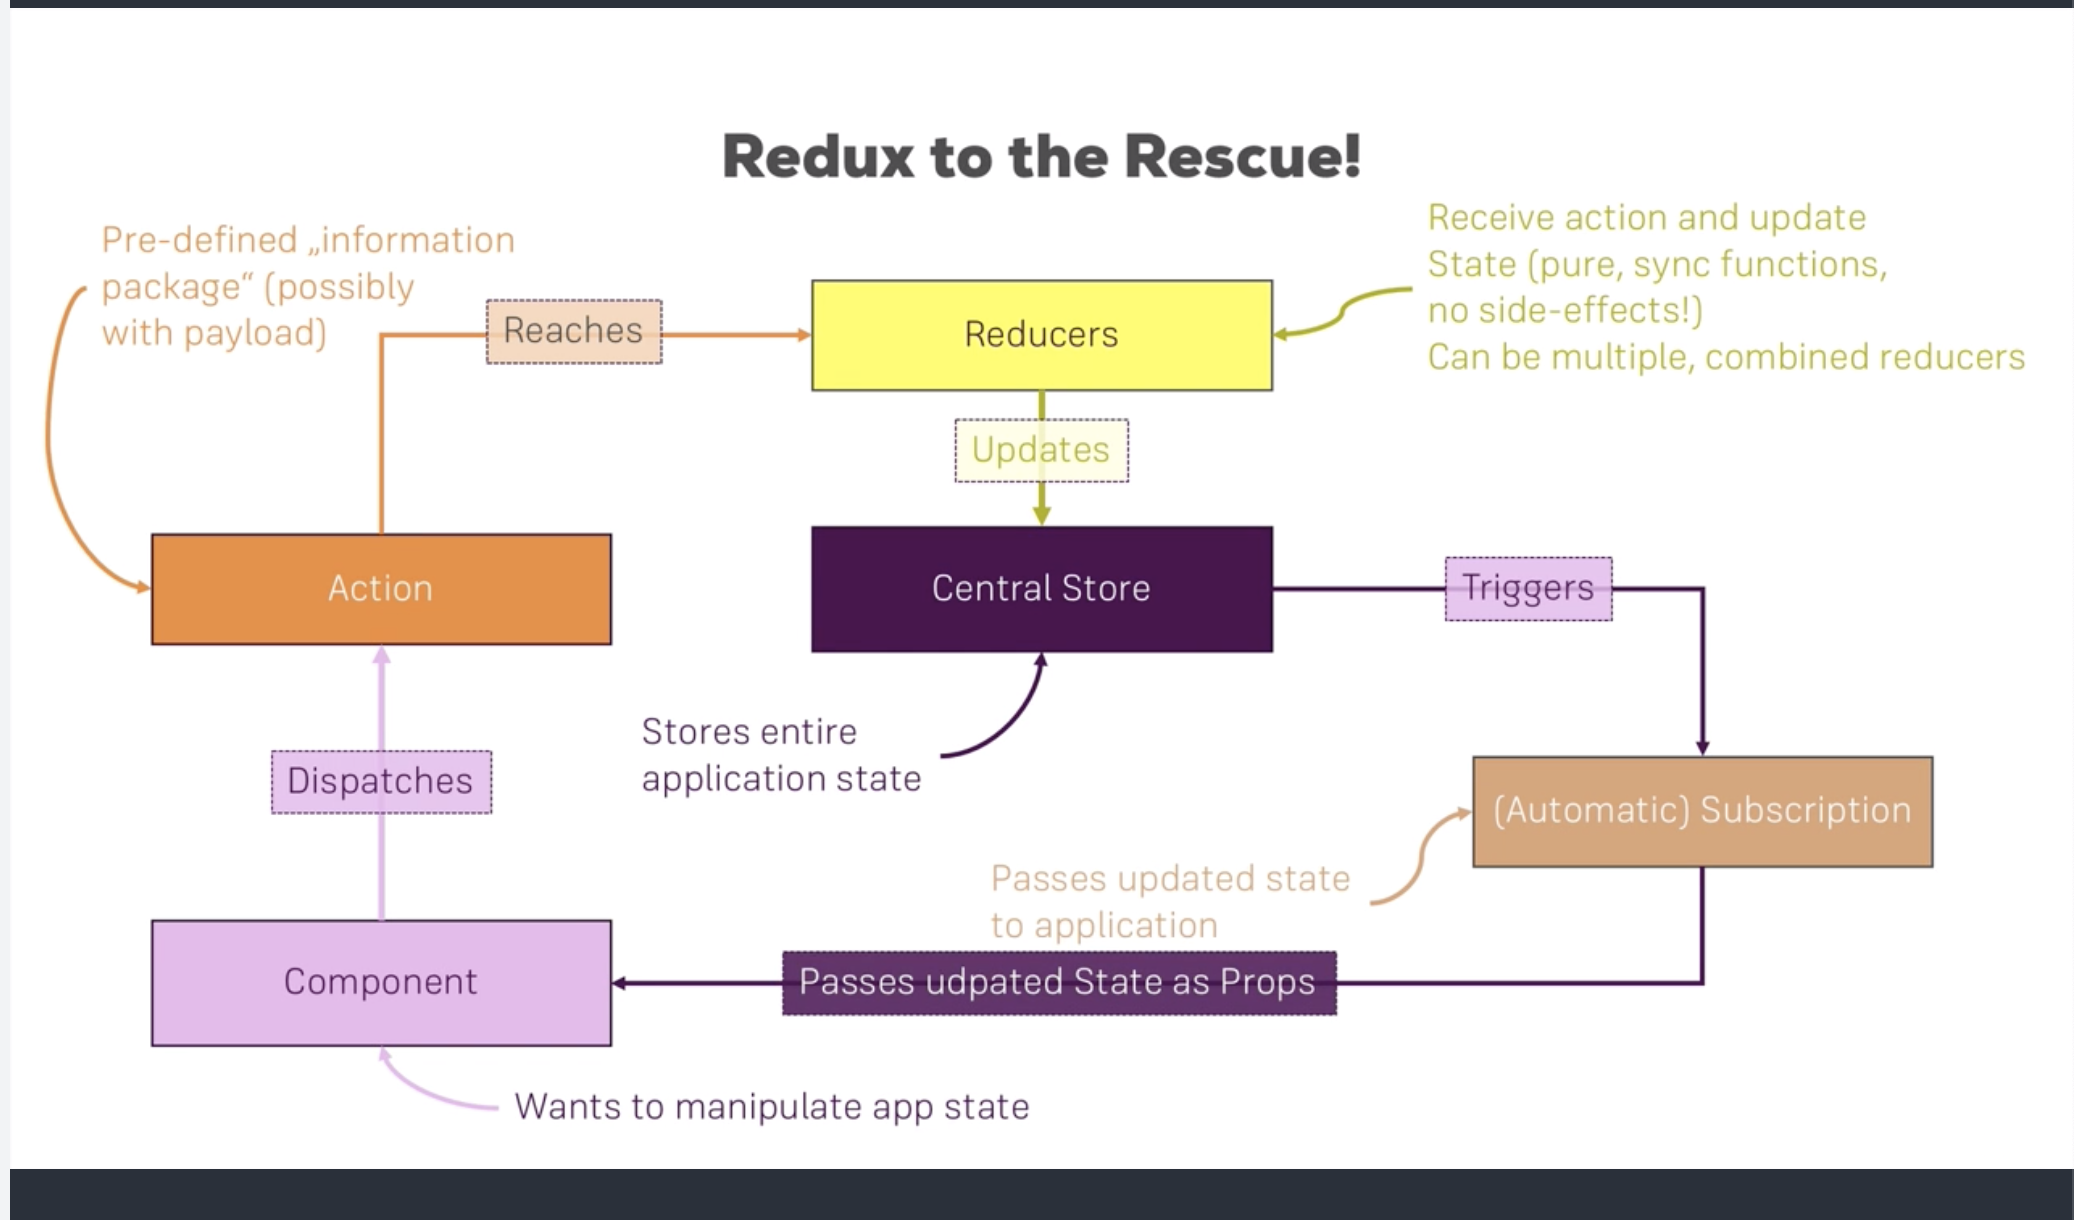 Redux to the Rescue!
Pre-defined „information
package“ (possibly
with payload)
Reaches
Reducers
Receive action and update
State (pure, sync functions,
no side-effects!)
Can be multiple, combined reducers
Updates
Action
Central Store
Triggers
Stores entire
application state
Dispatches
(Automatic) Subscription
Passes updated state
to application
Component
Passes udpated State as Props
Wants to manipulate app state